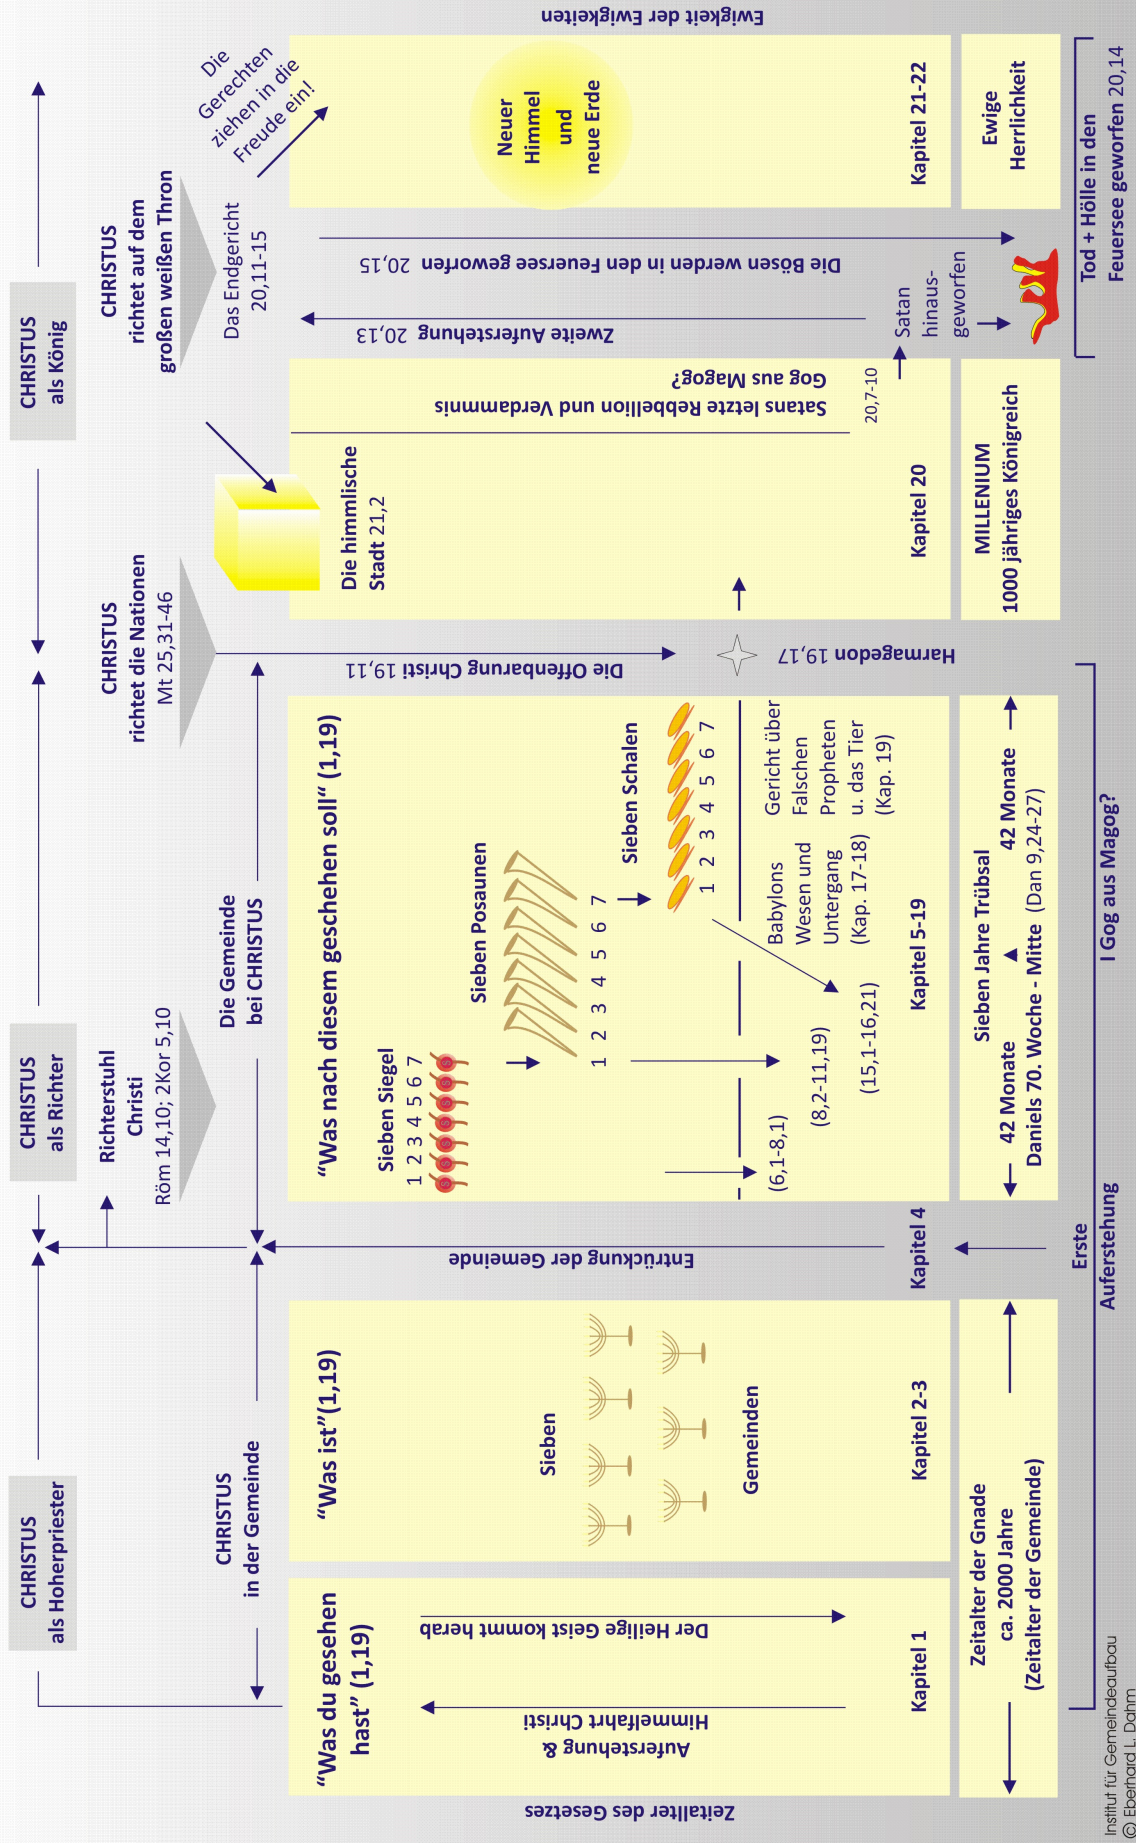 CHRISTUS
als Hoherpriester
CHRISTUS
als Richter
CHRISTUS
als König
Richterstuhl
Christi
Röm 14,10; 2Kor 5,10
CHRISTUS
richtet die Nationen
Mt 25,31-46
CHRISTUS
richtet auf dem
großen weißen Thron
CHRISTUS
in der Gemeinde
Die Gemeinde
bei CHRISTUS
Das Endgericht
20,11-15
Die
Gerechten
ziehen in die
Freude ein!
Zeitallter des Gesetzes
“Was du gesehen
hast” (1,19)
Auferstehung &
Himmelfahrt Christi
Der Heilige Geist kommt herab
Kapitel 1
“Was ist”(1,19)
Sieben
Gemeinden
Kapitel 2-3
Entrückung der Gemeinde
Kapitel 4
“Was nach diesem geschehen soll“ (1,19)
Sieben Siegel
1 2 3 4 5 6 7
Sieben Posaunen
1 2 3 4 5 6 7
Sieben Schalen
1 2 3 4 5 6 7
(6,1-8,1)
(8,2-11,19)
(15,1-16,21)
Babylons
Wesen und
Untergang
(Kap. 17-18)
Gericht über
Falschen
Propheten
u. das Tier
(Kap. 19)
Kapitel 5-19
Die Offenbarung Christi 19,11
Harmagedon 19,17
Die himmlische
Stadt 21,2
Satans letzte Rebbellion und Verdammnis
Gog aus Magog?
20,7-10
Kapitel 20
Zweite Auferstehung 20,13
Die Bösen werden in den Feuersee geworfen 20,15
Satan
hinaus-
geworfen
Neuer
Himmel
und
neue Erde
Kapitel 21-22
Ewigkeit der Ewigkeiten
Zeitalter der Gnade
ca. 2000 Jahre
(Zeitalter der Gemeinde)
Sieben Jahre Trübsal
42 Monate
42 Monate
Daniels 70. Woche - Mitte (Dan 9,24-27)
MILLENIUM
1000 jähriges Königreich
Ewige
Herrlichkeit
Erste
Auferstehung
I Gog aus Magog?
Tod + Hölle in den
Feuersee geworfen 20,14
Institut für Gemeindeaufbau
© Eberhard L. Dahm